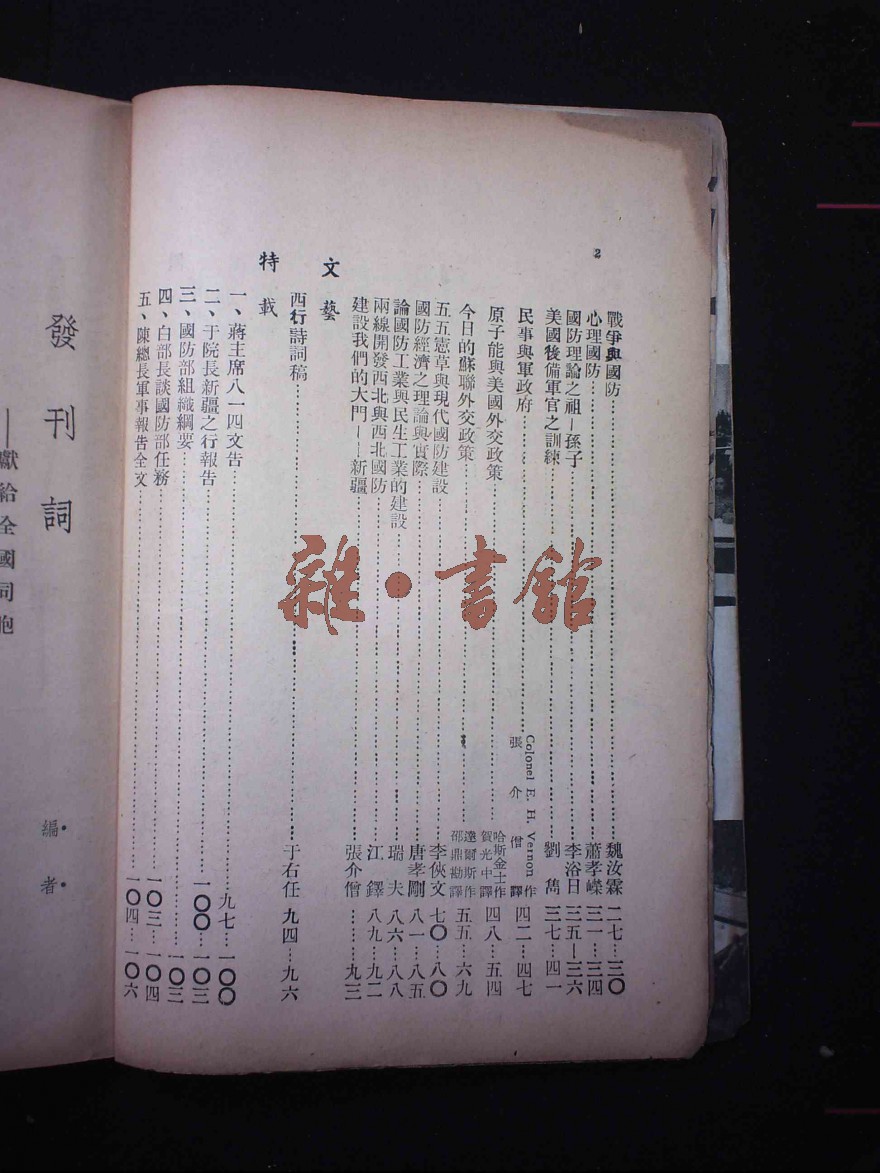 2
戰爭與國防……魏汝霖 二七…三〇
心理國防……蕭孝嶸 三一…三四
國防理論之祖—孫子……李浴日 三五—三六
美國後備軍官之訓練……劉雋 三七…四一
民事與軍政府……Colonel E. H. Vernon 作 張介僧 譯 四二…四七
原子能與美國外交政策……哈斯金士作 賀光中譯 四八…五四
今日的蘇聯外交政策……達爾斯作 邵鼎勘譯 五五…六九
五五憲草與現代國防建設……李俠文 七〇…八〇
國防經濟之理論與實際……唐孝剛 八一…八五
論國防工業與民生工業的建設……瑞夫 八六…八八
兩線開發西北與西北國防……江鐸 八九…九二
建設我們的大門——新疆……張介僧……九三
文藝
西行詩詞稿……于右任 九四…九六
特載
一、蔣主席八一四文告……九七…一〇〇
二、于院長新疆之行報告……一〇〇…一〇三
三、國防部組織綱要……一〇三
四、白部長談國防部任務……一〇三…一〇四
五、陳總長軍事報告全文……一〇四…一〇六
發刊詞
——獻給全國同胞
編者
雜·書館